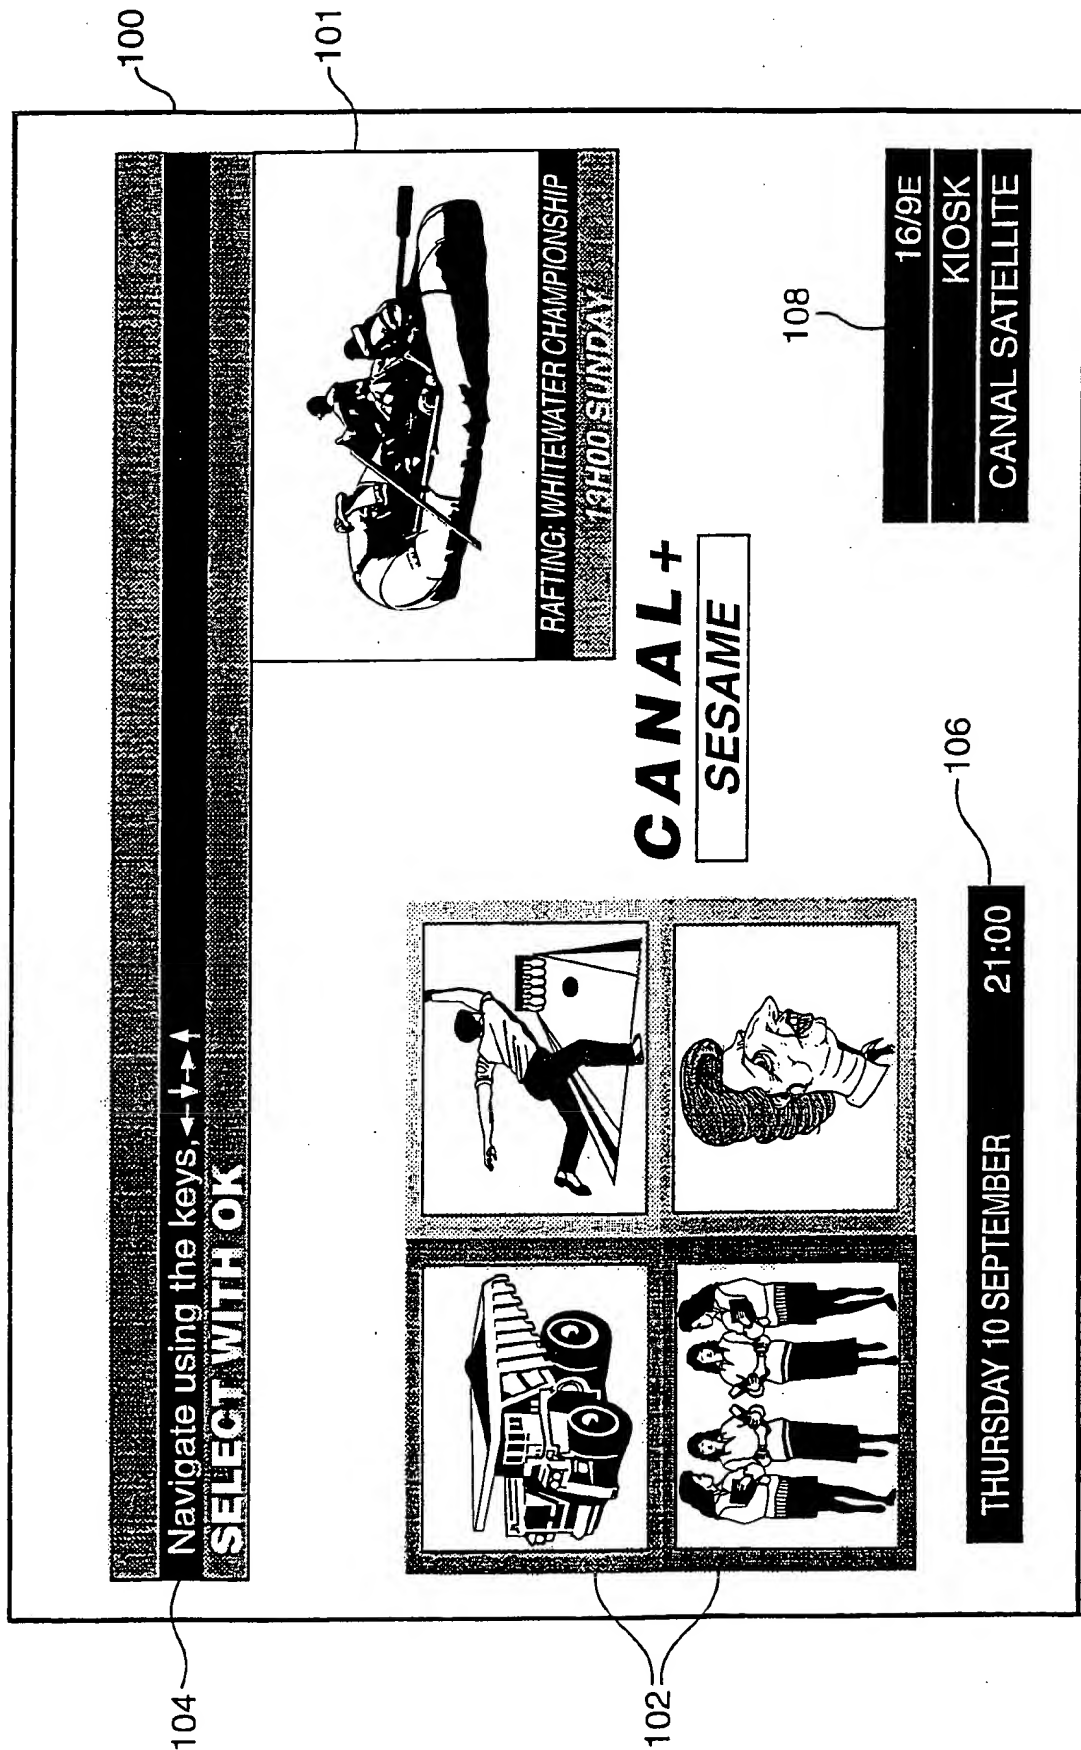 100
101
104
Navigate using the keys, ←↓→↑
SELECT WITH OK
RAFTING: WHITEWATER CHAMPIONSHIP
13H00 SUNDAY
CANAL+
SESAME
102
108
16/9E
KIOSK
CANAL SATELLITE
106
THURSDAY 10 SEPTEMBER 21:00